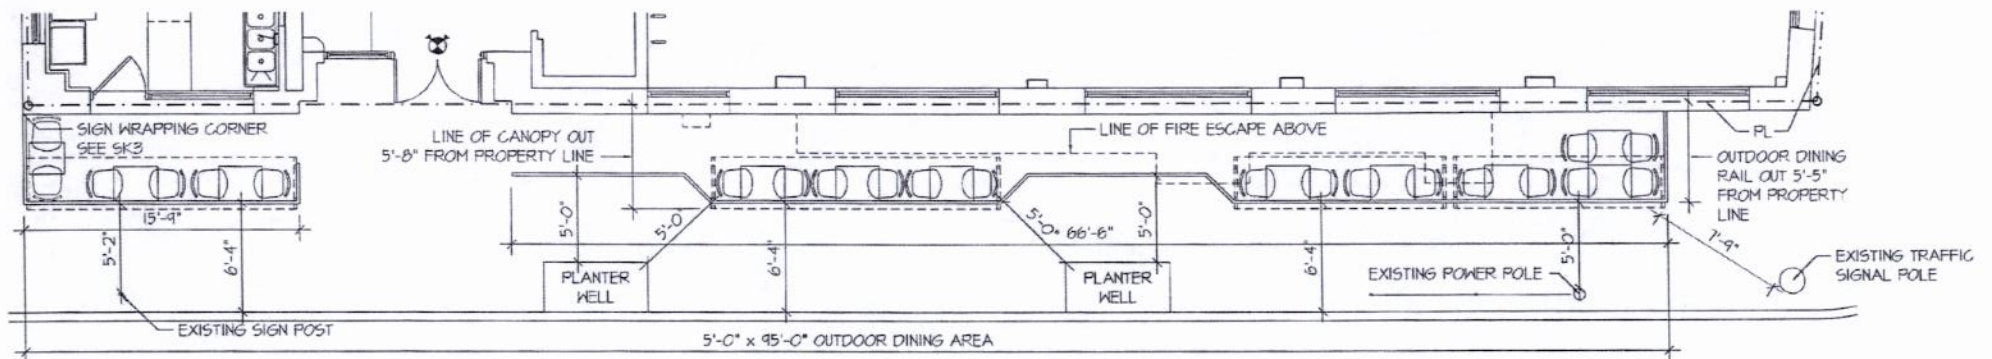 SIGN WRAPPING CORNER
SEE SK3
LINE OF CANOPY OUT
5'-8" FROM PROPERTY LINE
LINE OF FIRE ESCAPE ABOVE
PL
OUTDOOR DINING
RAIL OUT 5'-5"
FROM PROPERTY
LINE
15'-9"
5'-2"
6'-4"
5'-0"
5'-0"
6'-4"
5'-0"
66'-6"
5'-0"
6'-4"
5'-0"
7'-9"
PLANTER
WELL
PLANTER
WELL
EXISTING POWER POLE
EXISTING TRAFFIC
SIGNAL POLE
EXISTING SIGN POST
5'-0" x 95'-0" OUTDOOR DINING AREA